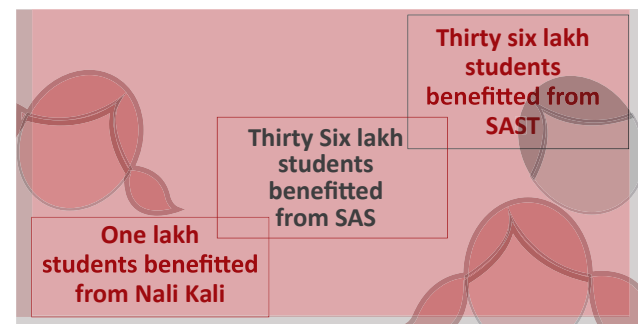 Thirty six lakh
students
benefitted from
SAST
Thirty Six lakh
students
benefitted
from SAS
One lakh
students benefitted
from Nali Kali